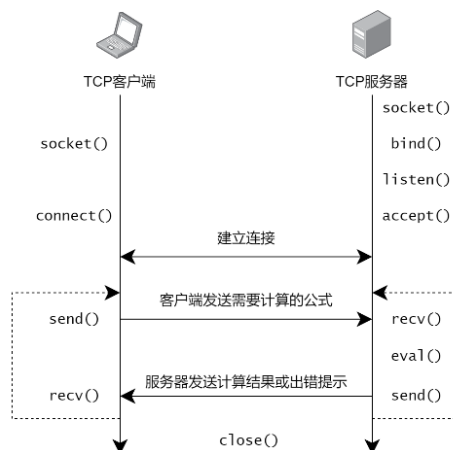 TCP客户端
TCP服务器
socket()
socket()
bind()
listen()
connect()
accept()
建立连接
客户端发送需要计算的公式
send()
recv()
eval()
服务器发送计算结果或出错提示
recv()
send()
close()